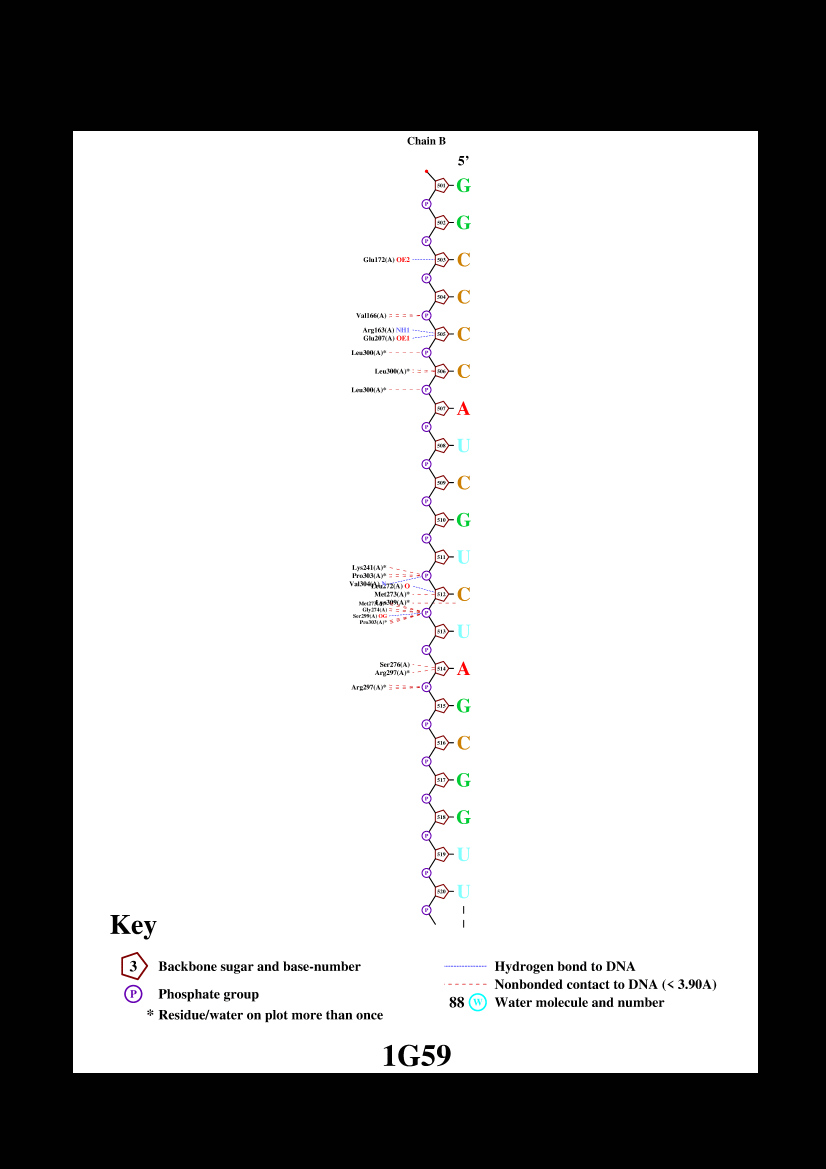 Chain B
5’
501 G
P
502 G
P
Glu172(A) OE2 503 C
P
504 C
Val166(A) P
Arg163(A) NH1
505 C
Glu207(A) OE1
Leu300(A)* P
Leu300(A)* 506 C
Leu300(A)* P
507 A
P
508 U
P
509 C
P
510 G
P
511 U
Lys241(A)*
Pro303(A)* P
Val304(A) N
Leu272(A) O
Met273(A)* 512 C
Lys309(A)*
Met273(A)*
Gly274(A) P
Ser299(A) OG
Pro303(A)*
513 U
P
Ser276(A)
514 A
Arg297(A)*
Arg297(A)* P
515 G
P
516 C
P
517 G
P
518 G
P
519 U
P
520 U
P
Key
3 Backbone sugar and base-number
P Phosphate group
* Residue/water on plot more than once
Hydrogen bond to DNA
Nonbonded contact to DNA (< 3.90A)
88 W Water molecule and number
1G59